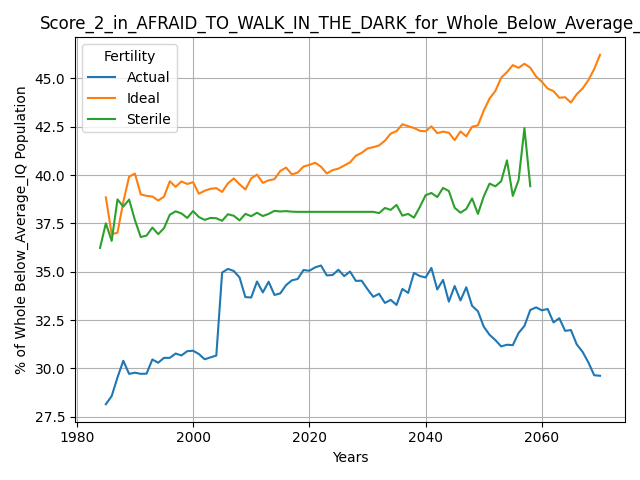 Score_2_in_AFRAID_TO_WALK_IN_THE_DARK_for_Whole_Below_Average_
Fertility
Actual
Ideal
Sterile
% of Whole Below_Average_IQ Population
45.0
42.5
40.0
37.5
35.0
32.5
30.0
27.5
1980
2000
2020
2040
2060
Years